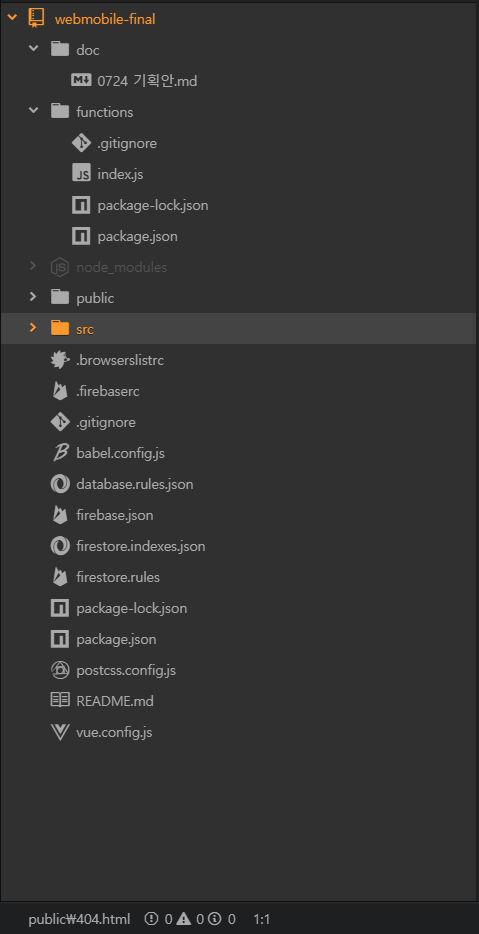 webmobile-final
doc
0724 기획안.md
functions
.gitignore
JS index.js
package-lock.json
package.json
node_modules
public
src
.browserslistrc
.firebaserc
.gitignore
babel.config.js
database.rules.json
firebase.json
firestore.indexes.json
firestore.rules
package-lock.json
package.json
postcss.config.js
README.md
vue.config.js
public₩404.html 0 0 0 1:1